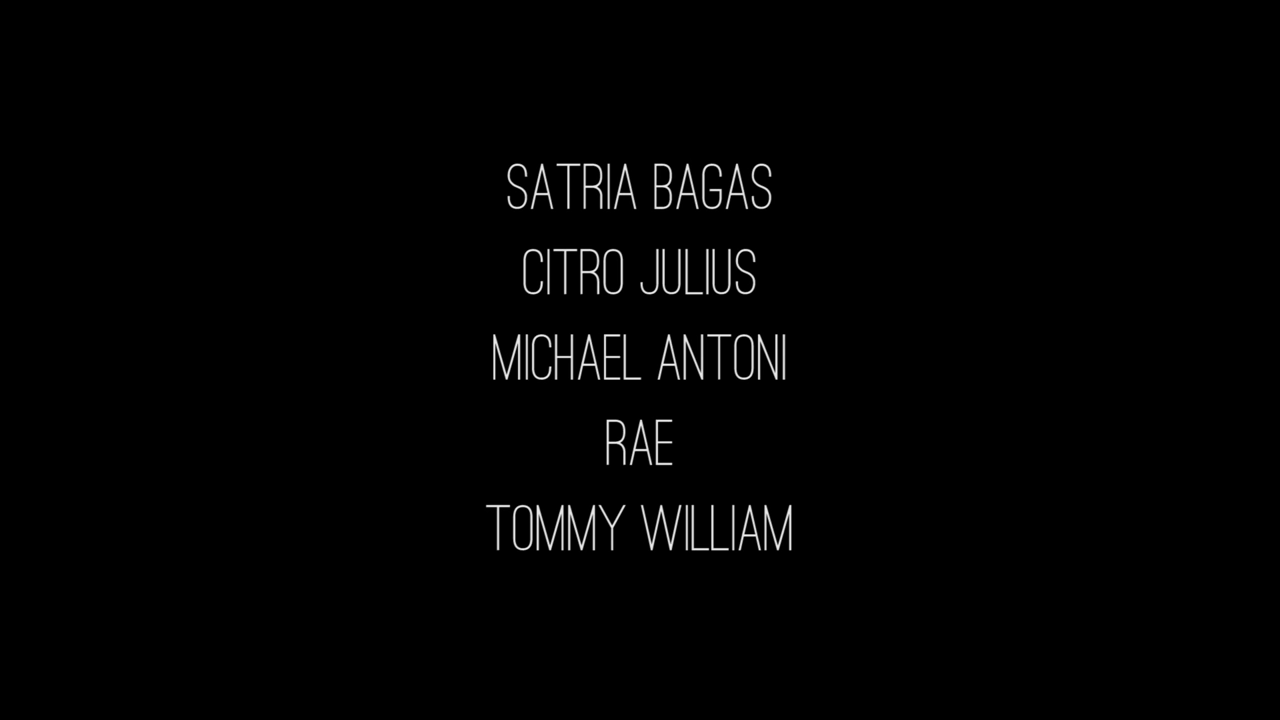 SATRIA BAGAS
CITRO JULIUS
MICHAEL ANTONI
RAE
TOMMY WILLIAM